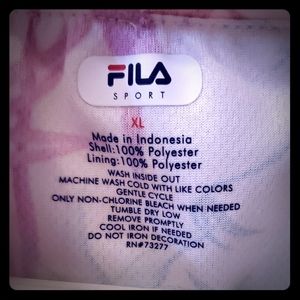 FILA
SPORT
XL
Made in Indonesia
Shell:100% Polyester
Lining:100% Polyester
WASH INSIDE OUT
MACHINE WASH COLD WITH LIKE COLORS
GENTLE CYCLE
ONLY NON-CHLORINE BLEACH WHEN NEEDED
TUMBLE DRY LOW
REMOVE PROMPTLY
COOL IRON IF NEEDED
DO NOT IRON DECORATION
RN#73277